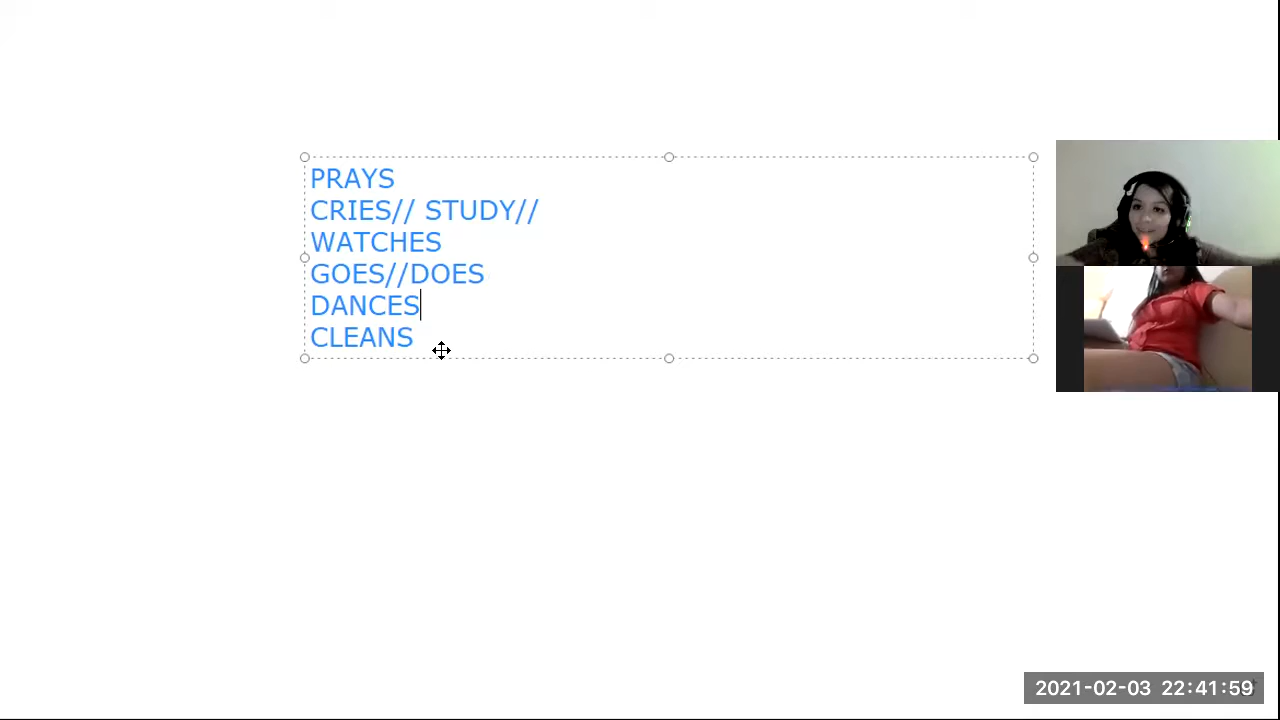 PRAYS
CRIES// STUDY//
WATCHES
GOES//DOES
DANCES
CLEANS
2021-02-03 22:41:59